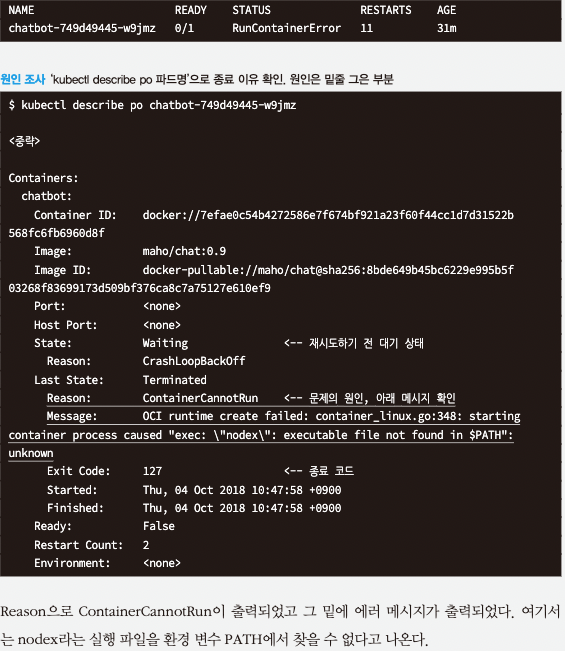 NAME READY STATUS RESTARTS AGE
chatbot-749d49445-w9jmz 0/1 RunContainerError 11 31m
원인 조사 'kubectl describe po 파드명'으로 종료 이유 확인. 원인은 밑줄 그은 부분
$ kubectl describe po chatbot-749d49445-w9jmz
<중략>
Containers:
chatbot:
Container ID: docker://7efae0c54b4272586e7f674bf921a23f60f44cc1d7d31522b
568fc6fb6960d8f
Image: maho/chat:0.9
Image ID: docker-pullable://maho/chat@sha256:8bde649b45bc6229e995b5f
03268f83699173d509bf376ca8c7a75127e610ef9
Port: <none>
Host Port: <none>
State: Waiting <-- 재시도하기 전 대기 상태
Reason: CrashLoopBackOff
Last State: Terminated
Reason: ContainerCannotRun <-- 문제의 원인, 아래 메시지 확인
Message: OCI runtime create failed: container_linux.go:348: starting
container process caused "exec: \"nodex\": executable file not found in $PATH":
unknown
Exit Code: 127 <-- 종료 코드
Started: Thu, 04 Oct 2018 10:47:58 +0900
Finished: Thu, 04 Oct 2018 10:47:58 +0900
Ready: False
Restart Count: 2
Environment: <none>
Reason으로 ContainerCannotRun이 출력되었고 그 밑에 에러 메시지가 출력되었다. 여기서
는 nodex라는 실행 파일을 환경 변수 PATH에서 찾을 수 없다고 나온다.